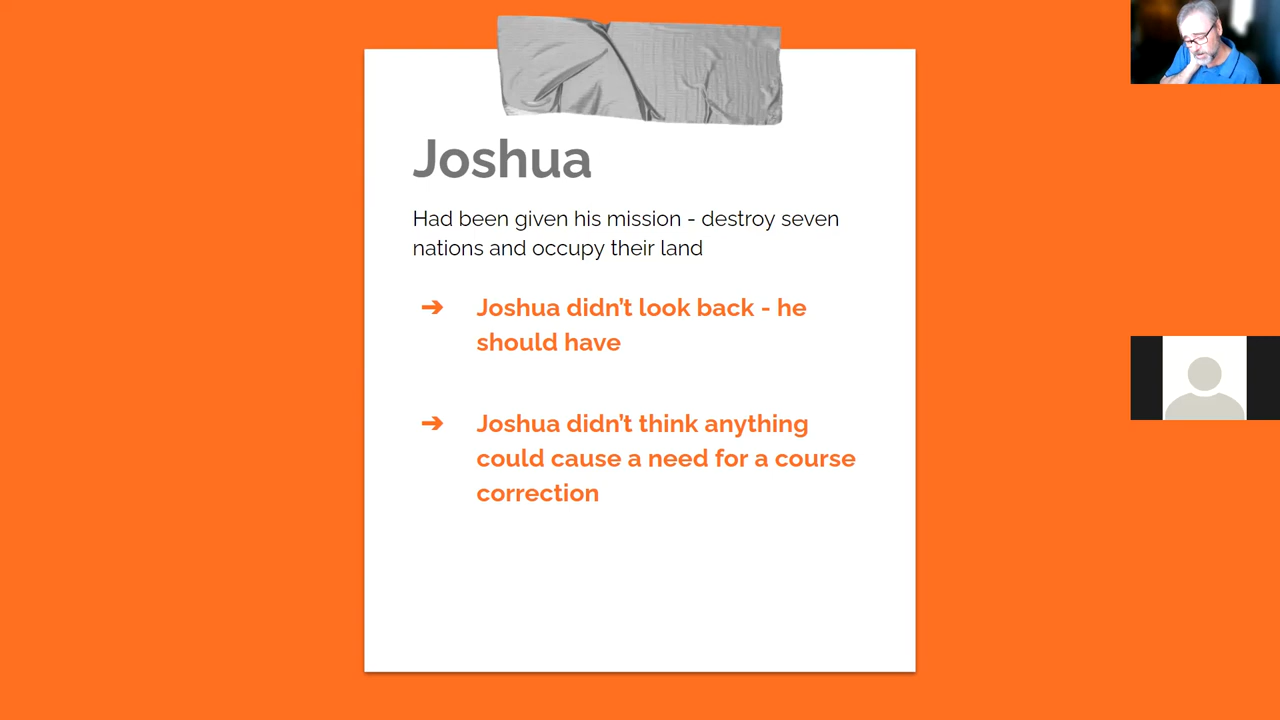 Joshua
Had been given his mission - destroy seven
nations and occupy their land
➔ Joshua didn’t look back - he
should have
➔ Joshua didn’t think anything
could cause a need for a course
correction